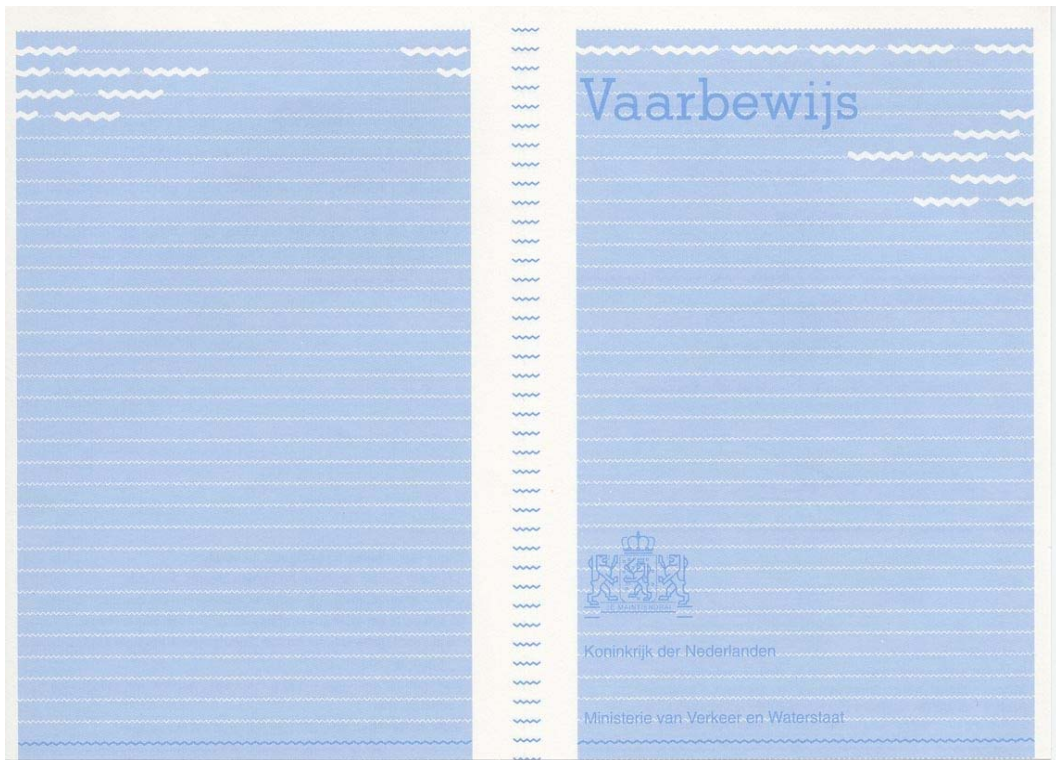 Vaarbewijs
JE MAINTIENDRAI
Koninkrijk der Nederlanden
Ministerie van Verkeer en Waterstaat